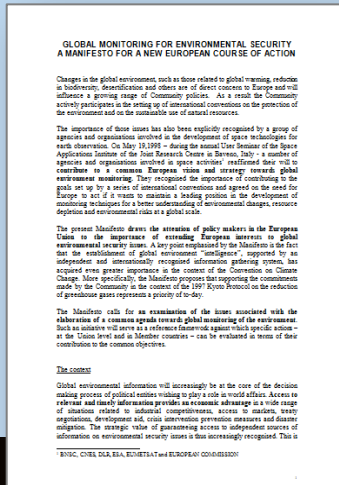 GLOBAL MONITORING FOR ENVIRONMENTAL SECURITY
A MANIFESTO FOR A NEW EUROPEAN COURSE OF ACTION
Changes in the global environment, such as those related to global warming, reduction
in biodiversity, desertification and others are of direct concern to Europe and will
influence a growing range of Community policies. As a result the Community
actively participates in the setting up of international conventions on the protection of
the environment and on the sustainable use of natural resources.
The importance of those issues has also been explicitly recognised by a group of
agencies and organisations involved in the development of space technologies for
earth observation. On May 19,1998 – during the annual User Seminar of the Space
Applications Institute of the Joint Research Centre in Baveno, Italy - a number of
agencies and organisations involved in space activities¹ reaffirmed their will to
contribute to a common European vision and strategy towards global
environment monitoring. They recognised the importance of contributing to the
goals set up by a series of international conventions and agreed on the need for
Europe to act if it wants to maintain a leading position in the development of
monitoring techniques for a better understanding of environmental changes, resource
depletion and environmental risks at a global scale.
The present Manifesto draws the attention of policy makers in the European
Union to the importance of extending European interests to global
environmental security issues. A key point emphasised by the Manifesto is the fact
that the establishment of global environment "intelligence", supported by an
independent and internationally recognised information gathering system, has
acquired even greater importance in the context of the Convention on Climate
Change. More specifically, the Manifesto proposes that supporting the commitments
made by the Community in the context of the 1997 Kyoto Protocol on the reduction
of greenhouse gases represents a priority of to-day.
The Manifesto calls for an examination of the issues associated with the
elaboration of a common agenda towards global monitoring of the environment.
Such an initiative will serve as a reference framework against which specific action –
at the Union level and in Member countries – can be evaluated in terms of their
contribution to the common objectives.
The context
Global environmental information will increasingly be at the core of the decision
making process of political entities wishing to play a role in world affairs. Access to
relevant and timely information provides an economic advantage in a wide range
of situations related to industrial competitiveness, access to markets, treaty
negotiations, development aid, crisis intervention prevention measures and disaster
mitigation. The strategic value of guaranteeing access to independent sources of
information on environmental security issues is thus increasingly recognised. This is
¹ BNSC, CNES, DLR, ESA, EUMETSAT and EUROPEAN COMMISSION